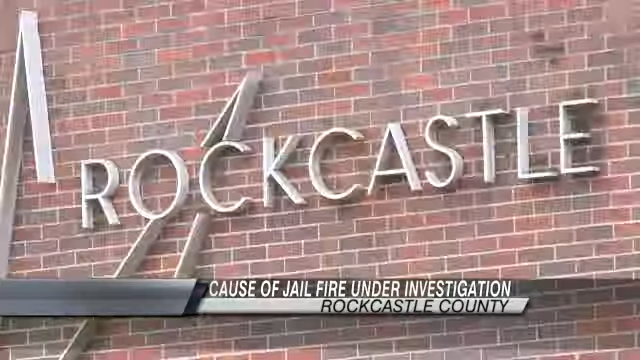 ROCKCASTLE
CAUSE OF JAIL FIRE UNDER INVESTIGATION
ROCKCASTLE COUNTY